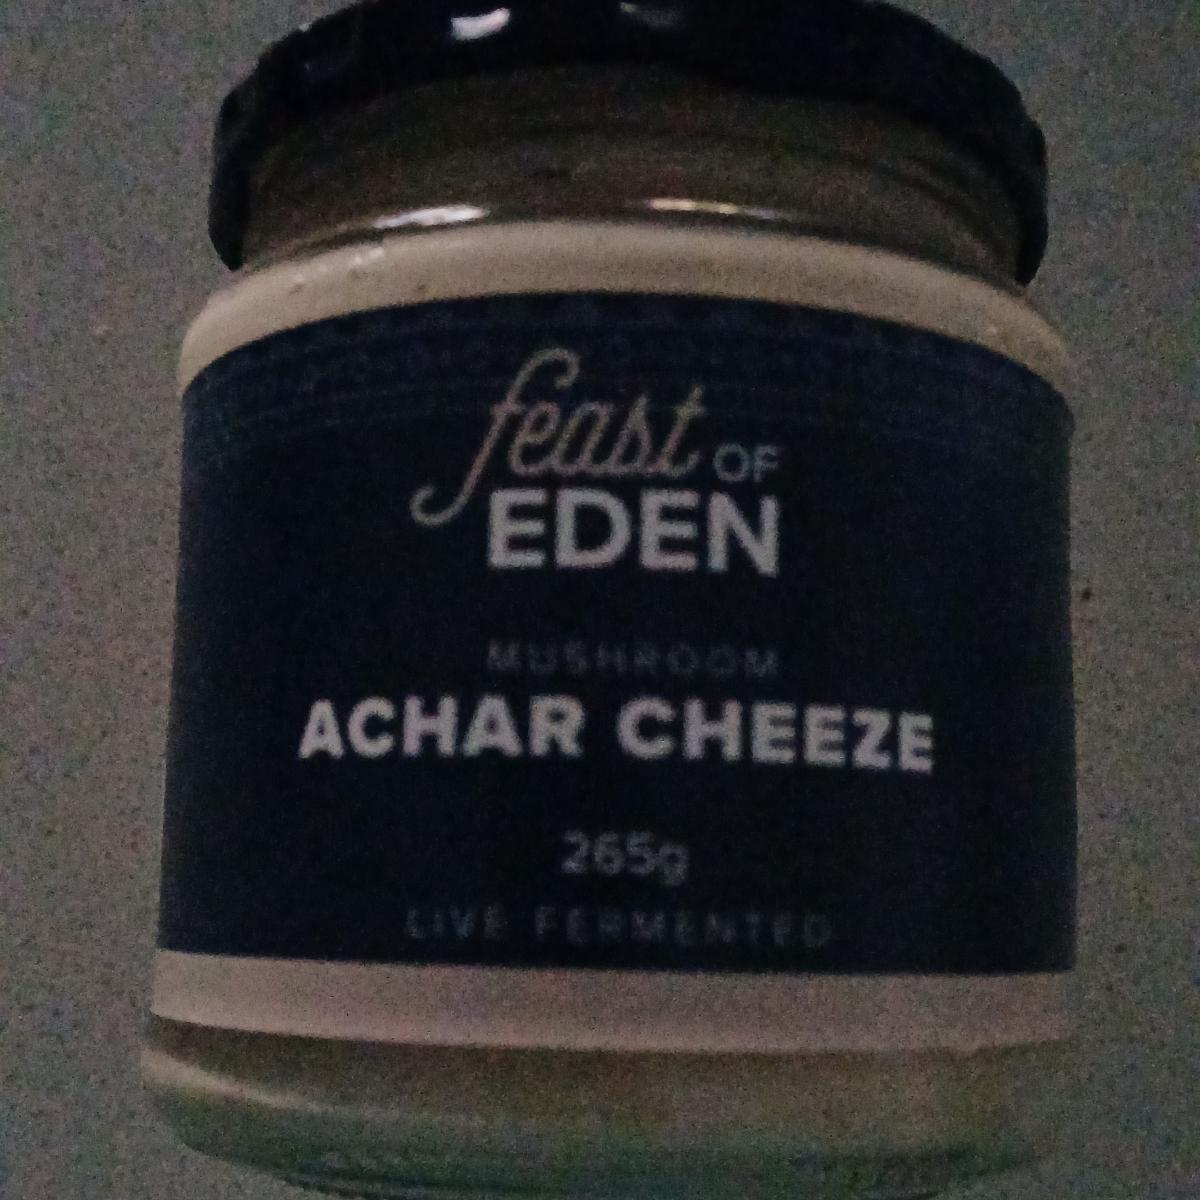 feast OF
EDEN
MUSHROOM
ACHAR CHEEZE
265g
LIVE FERMENTED